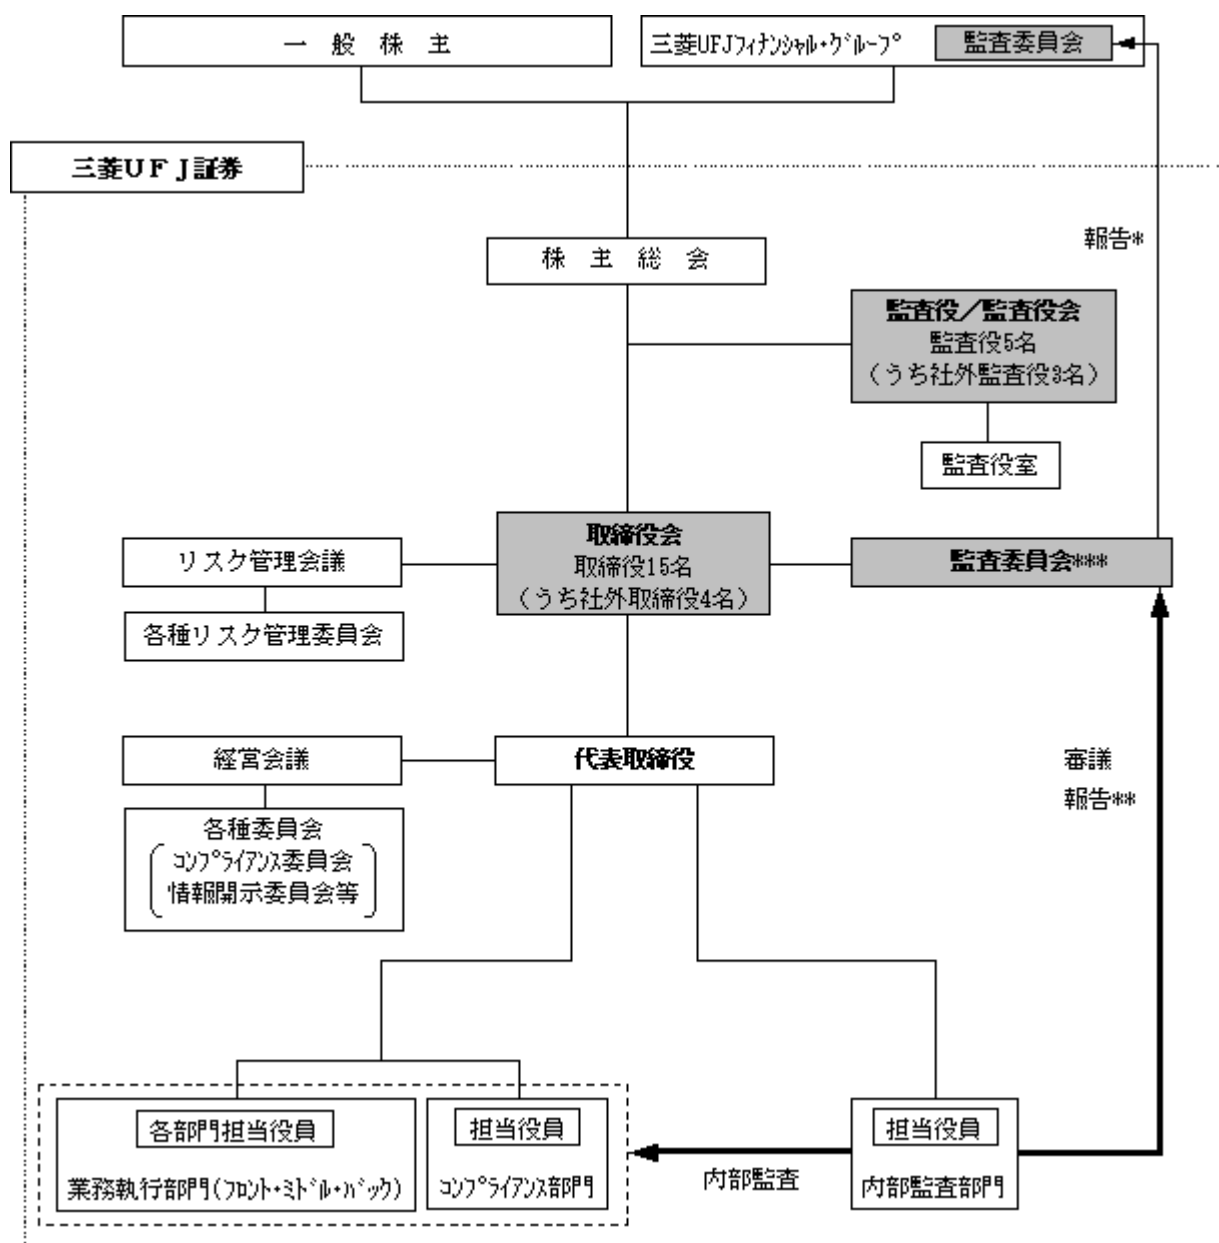 一 般 株 主
三菱UFJﾌｨﾅﾝｼｬﾙ・ｸﾞﾙｰﾌﾟ
監査委員会
三菱ＵＦＪ証券
報告*
株 主 総 会
監査役／監査役会
監査役5名
（うち社外監査役3名）
監査役室
取締役会
取締役15名
（うち社外取締役4名）
リスク管理会議
監査委員会***
各種リスク管理委員会
経営会議
代表取締役
審議
報告**
各種委員会
ｺﾝﾌﾟﾗｲｱﾝｽ委員会
情報開示委員会等
各部門担当役員
業務執行部門(ﾌﾛﾝﾄ・ﾐﾄﾞﾙ・ﾊﾞｯｸ)
担当役員
ｺﾝﾌﾟﾗｲｱﾝｽ部門
内部監査
担当役員
内部監査部門